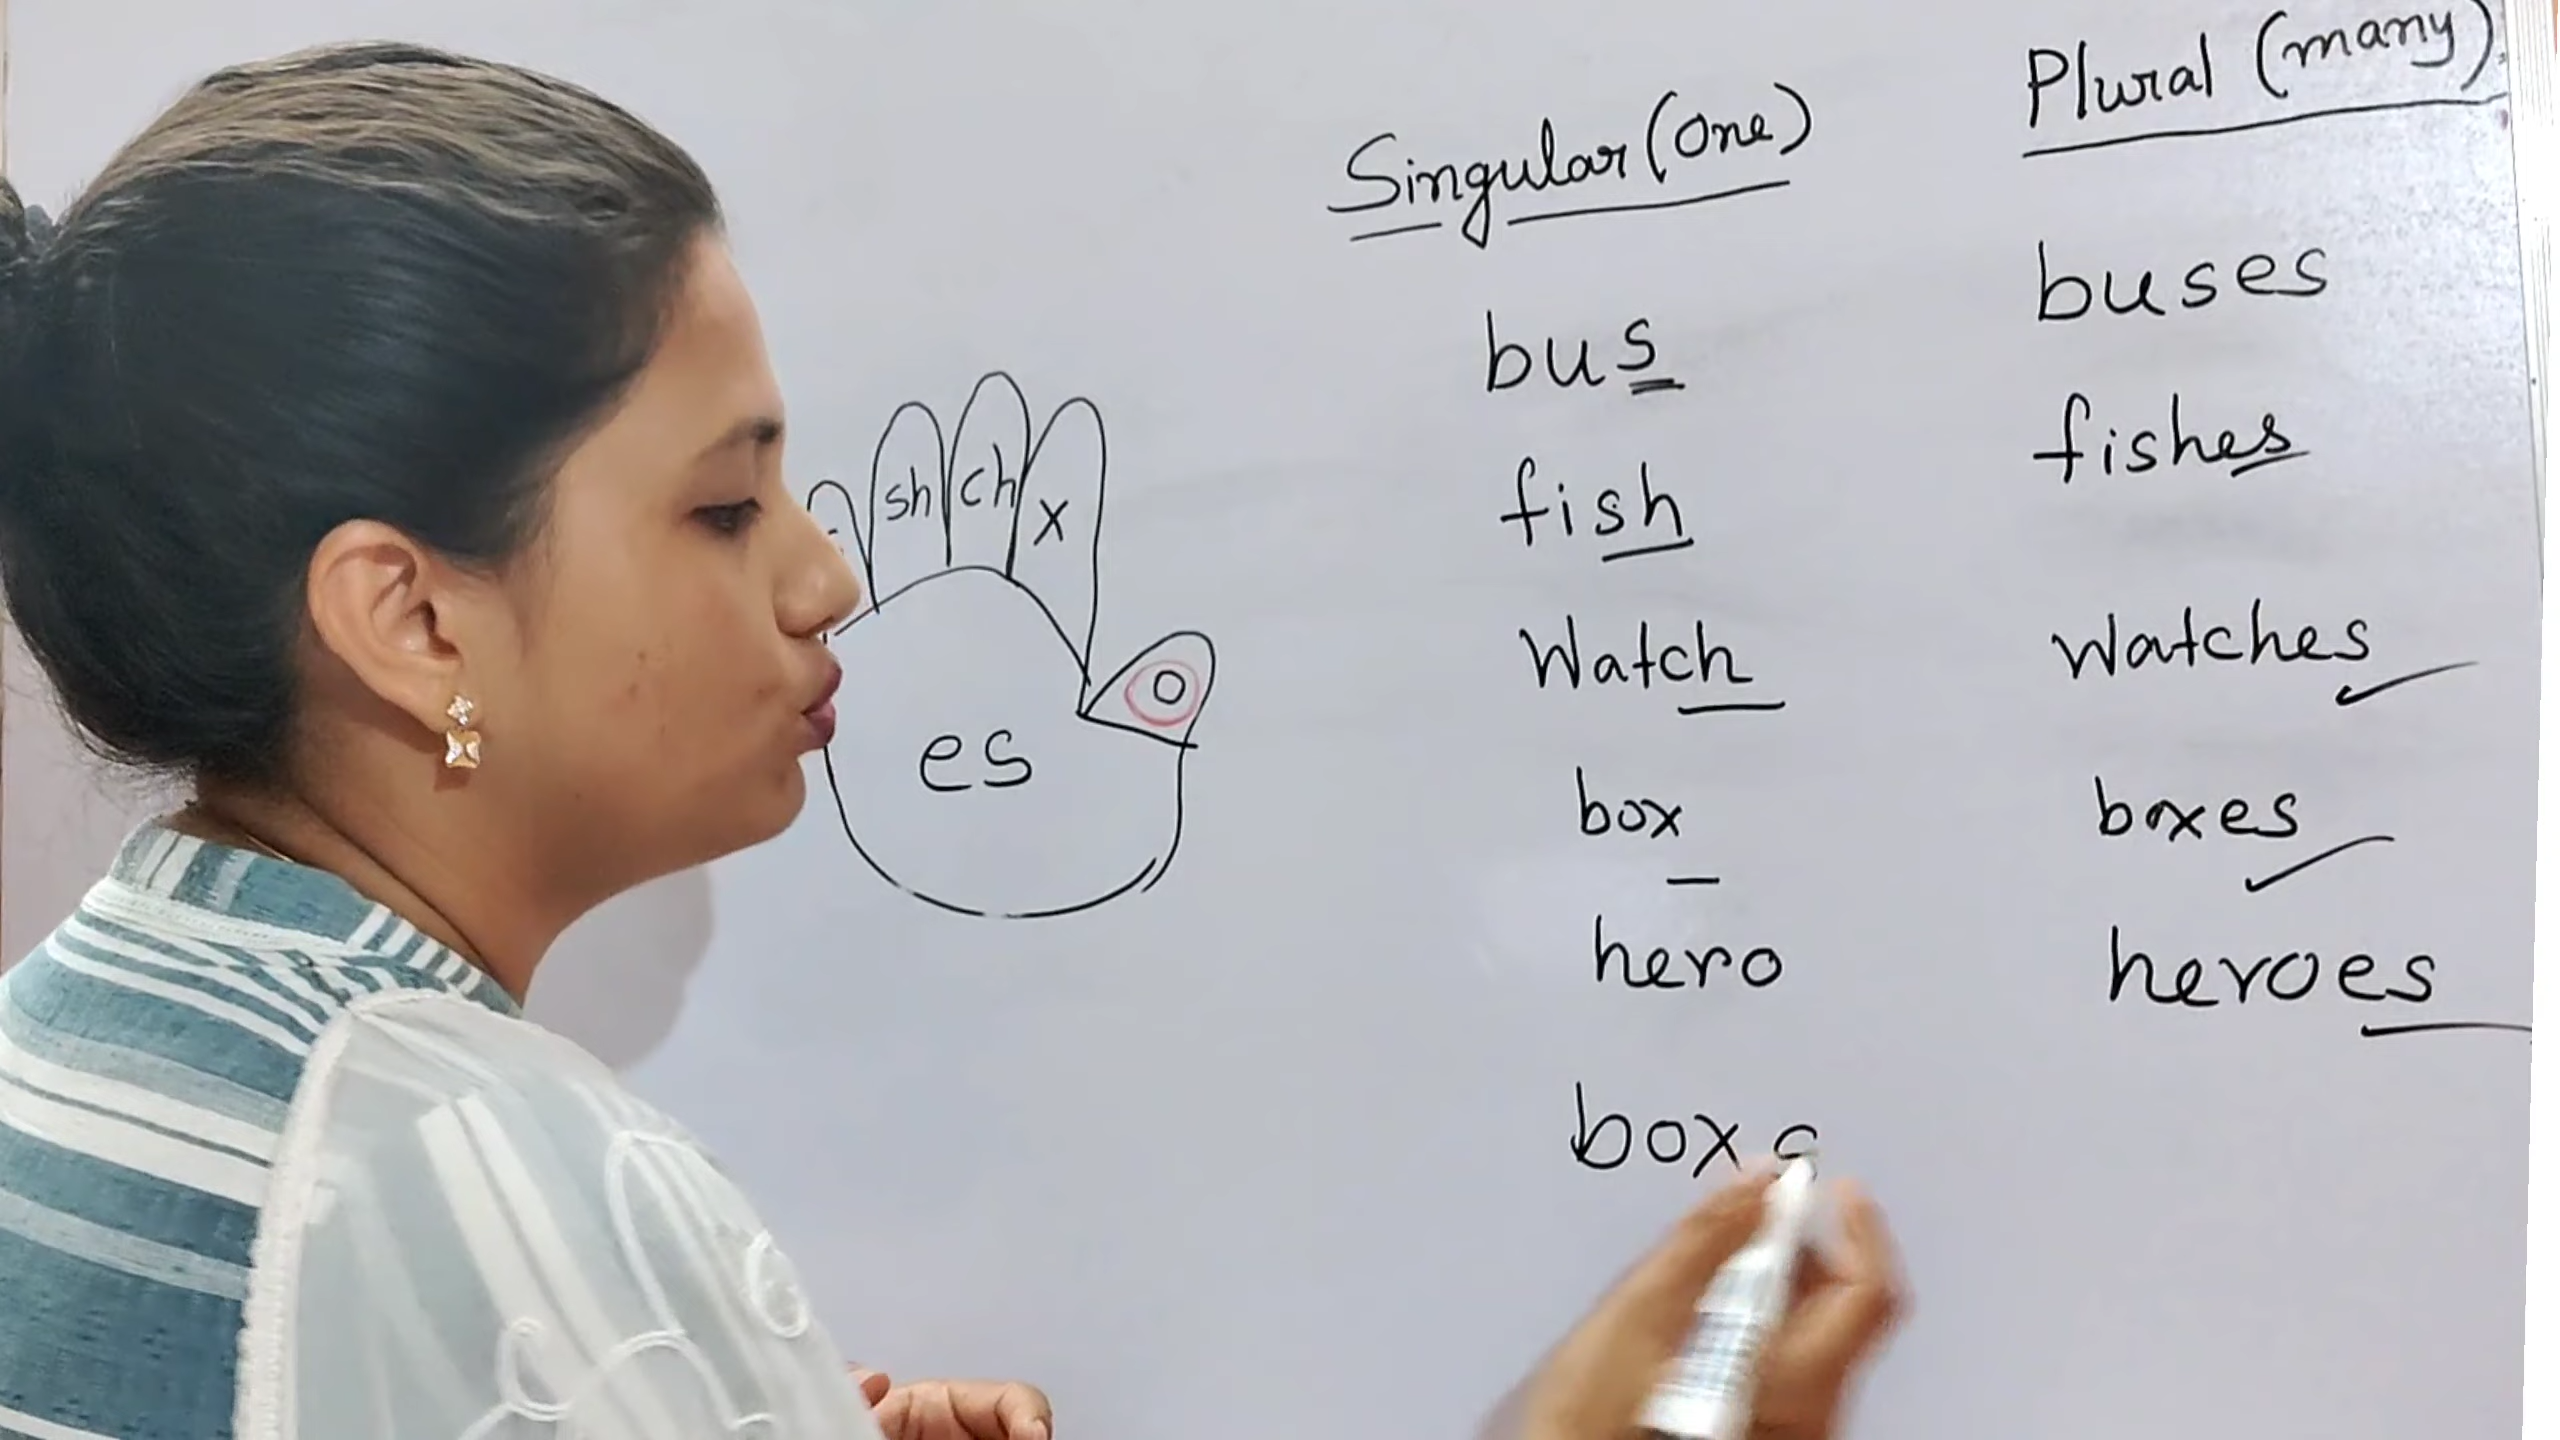 Singular (One) Plural (many)
bus buses
fish fishes
Watch Watches
box boxes
hero heroes
box
sh ch x
O
es